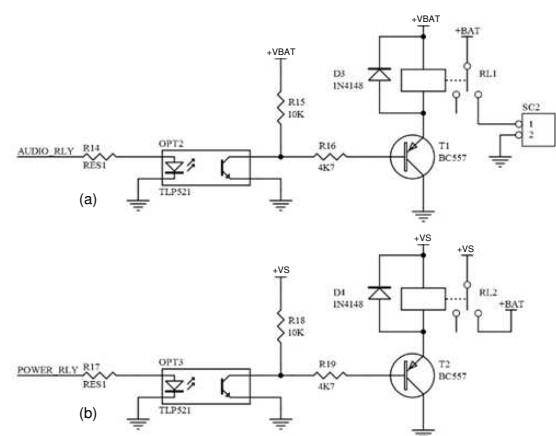 +VBAT
+BAT
+VBAT
D3
IN4148
RL1
SC2
1
2
R15
10K
AUDIO_RLY
R14
RES1
OPT2
TLP521
R16
4K7
T1
BC557
(a)
+VS
+VS
+VS
D4
IN4148
RL2
+BAT
R18
10K
POWER_RLY
R17
RES1
OPT3
TLP521
R19
4K7
T2
BC557
(b)